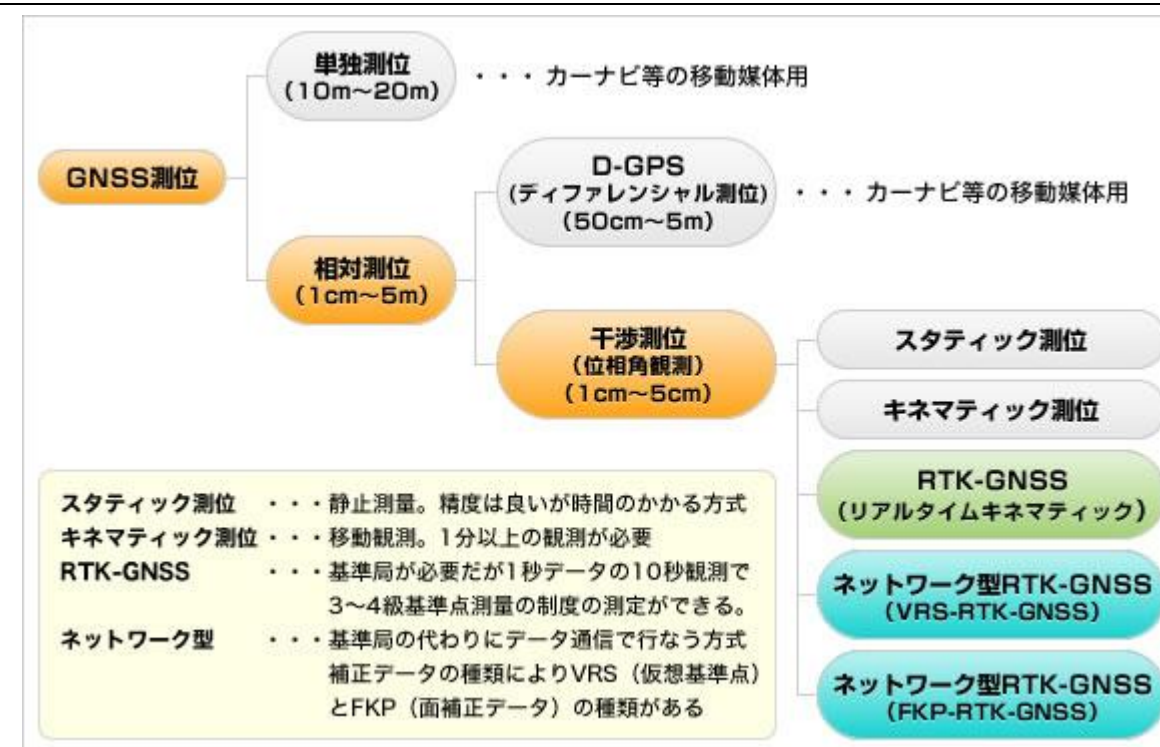 単独測位
(10m～20m)
・・・ カーナビ等の移動媒体用
GNSS測位
D-GPS
(ディファレンシャル測位)
(50cm～5m)
・・・ カーナビ等の移動媒体用
相対測位
(1cm～5m)
干渉測位
(位相角観測)
(1cm～5cm)
スタティック測位
キネマティック測位
RTK-GNSS
(リアルタイムキネマティック)
ネットワーク型RTK-GNSS
(VRS-RTK-GNSS)
ネットワーク型RTK-GNSS
(FKP-RTK-GNSS)
スタティック測位 ・・・静止測量。精度は良いが時間のかかる方式
キネマティック測位・・・移動観測。1分以上の観測が必要
RTK-GNSS ・・・基準局が必要だが1秒データの10秒観測で
3～4級基準点測量の制度の測定ができる。
ネットワーク型 ・・・基準局の代わりにデータ通信で行なう方式
補正データの種類によりVRS（仮想基準点）
とFKP（面補正データ）の種類がある